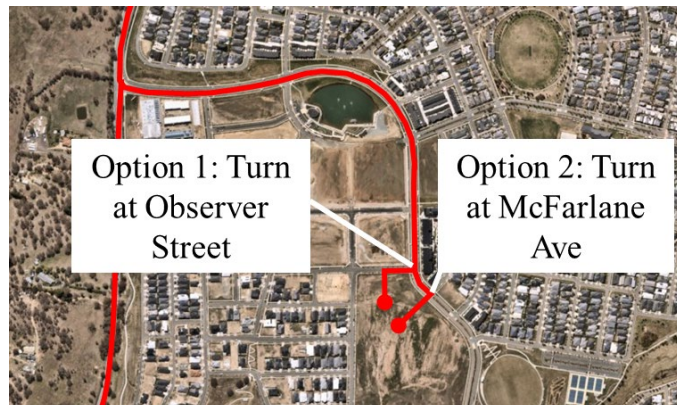 Option 1: Turn
at Observer
Street
Option 2: Turn
at McFarlane
Ave